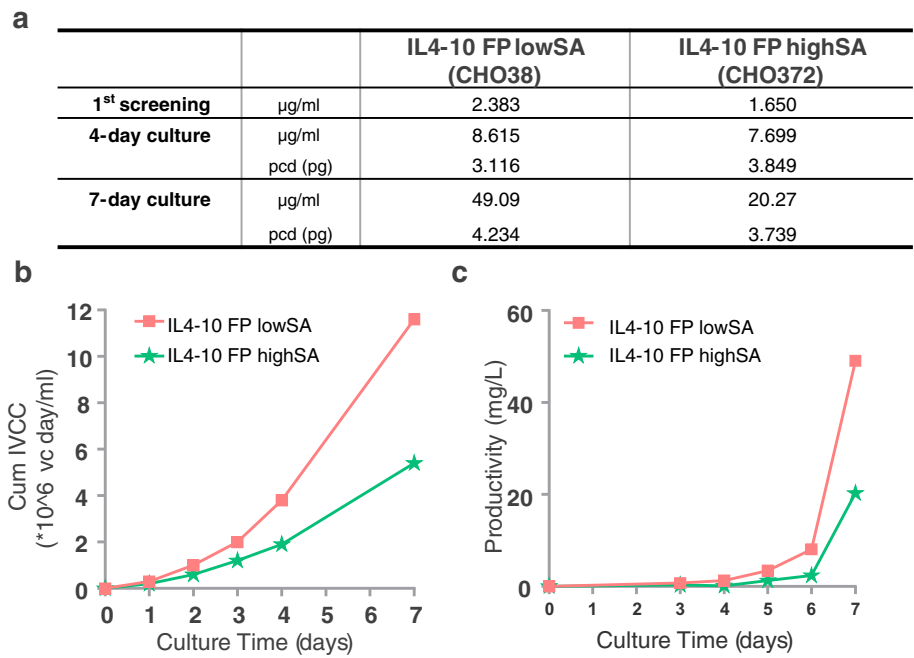 a
IL4-10 FP lowSA IL4-10 FP highSA
(CHO38) (CHO372)
1st screening µg/ml 2.383 1.650
4-day culture µg/ml 8.615 7.699
pcd (pg) 3.116 3.849
7-day culture µg/ml 49.09 20.27
pcd (pg) 4.234 3.739
b
12
10
8
6
4
2
0
Cum IVCC
(*10^6 vc day/ml)
IL4-10 FP lowSA
IL4-10 FP highSA
0 1 2 3 4 5 6 7
Culture Time (days)
c
60
40
20
0
Productivity (mg/L)
IL4-10 FP lowSA
IL4-10 FP highSA
0 1 2 3 4 5 6 7
Culture Time (days)